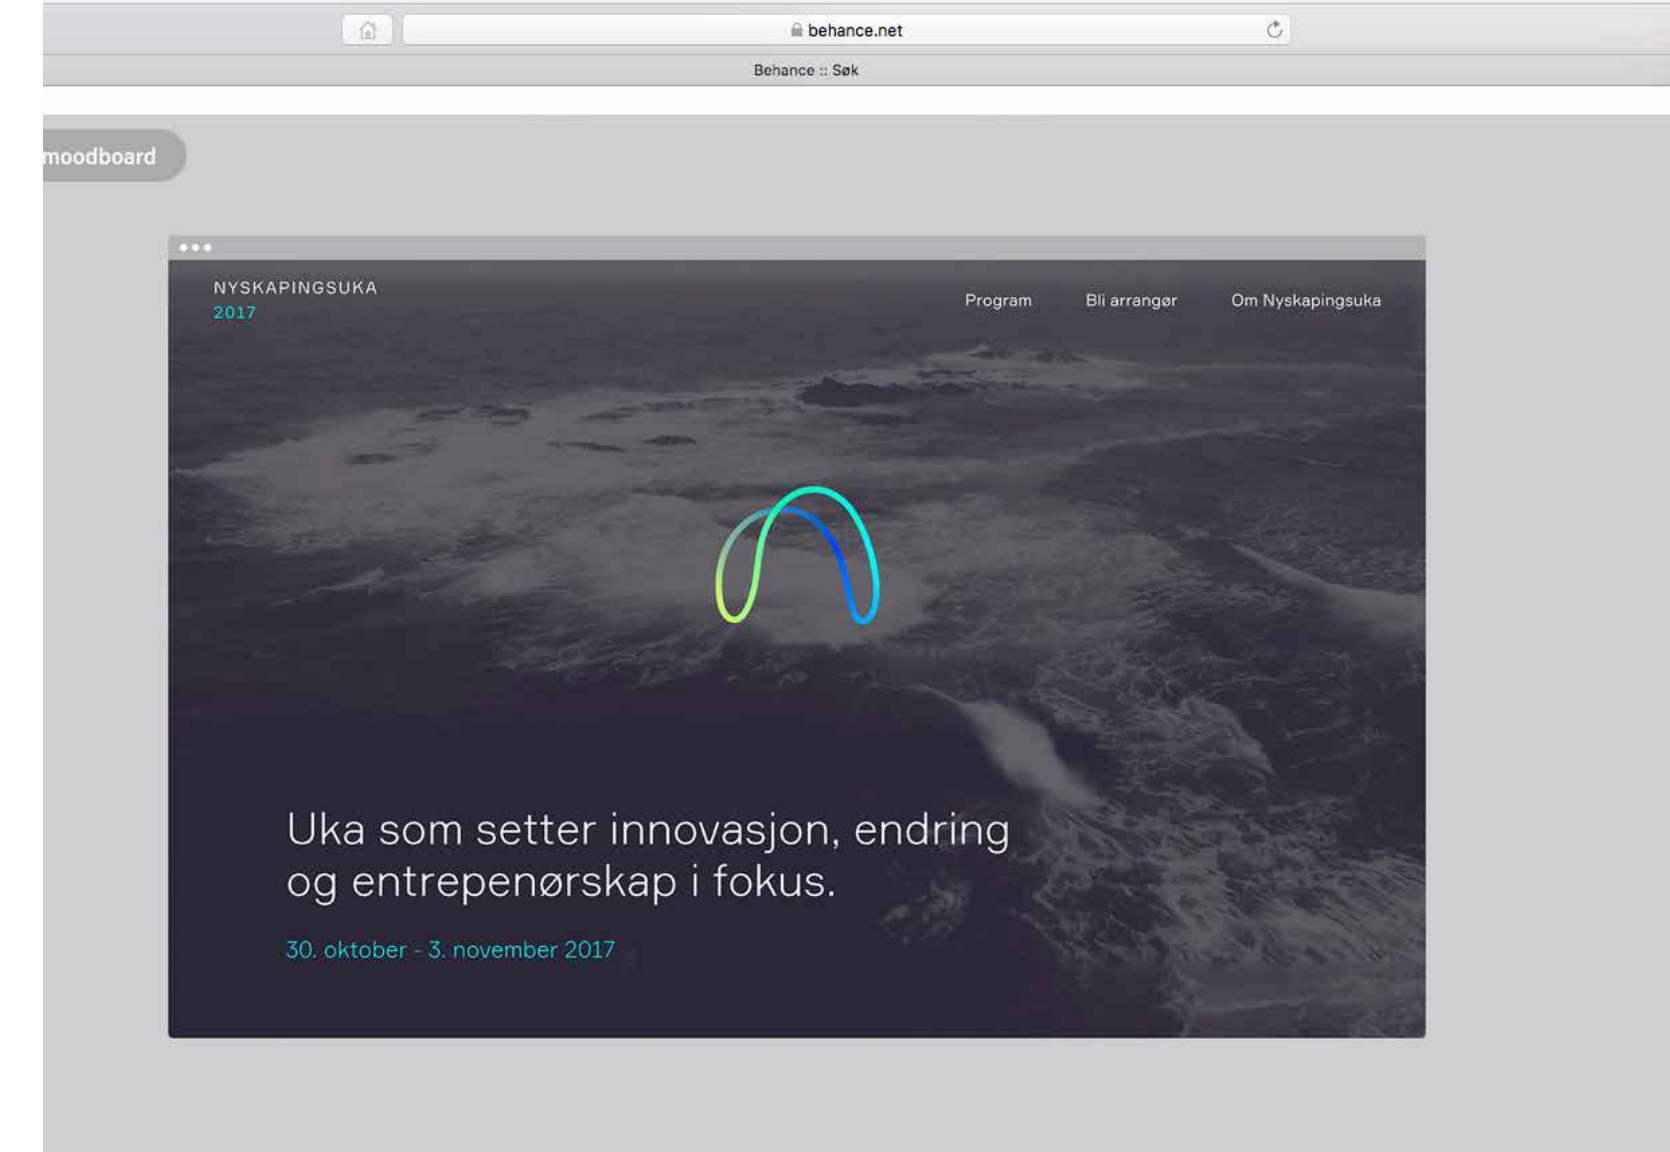 behance.net
Behance :: Søk
moodboard
NYSKAPINGSUKA
2017
Program Bli arrangør Om Nyskapingsuka
Uka som setter innovasjon, endring
og entrepenørskap i fokus.
30. oktober - 3. november 2017